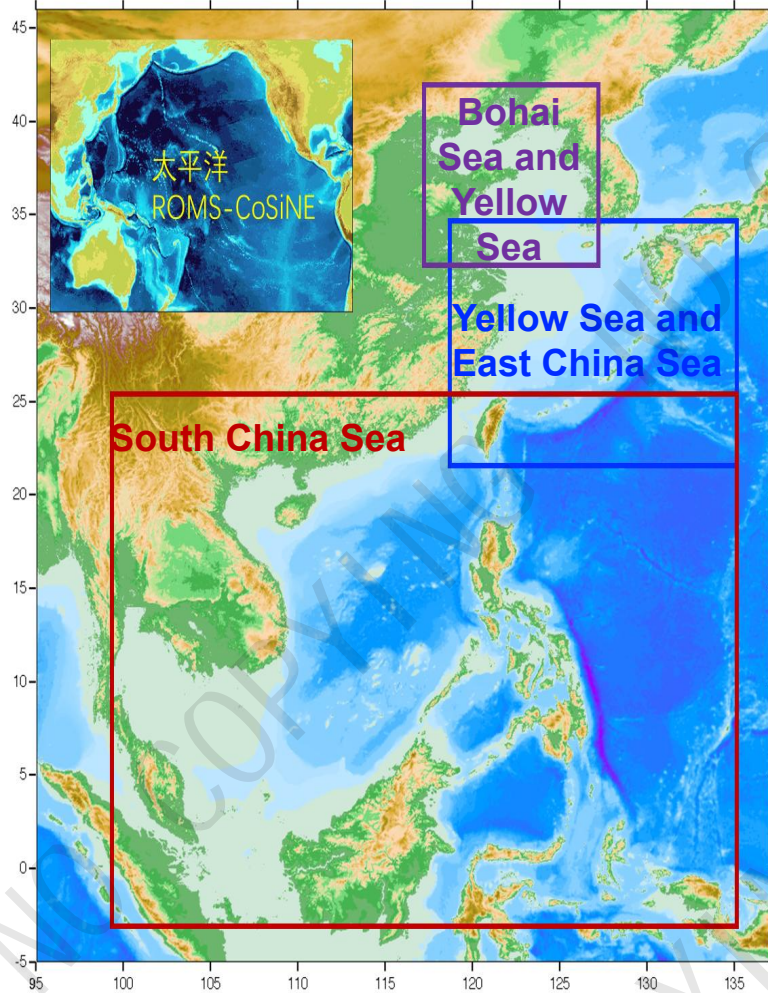 45
太平洋
ROMS-CoSiNE
Bohai
Sea and
Yellow
Sea
40
35
Yellow Sea and
East China Sea
30
25
South China Sea
20
15
10
5
0
-5
95 100 105 110 115 120 125 130 135
NO COPYING